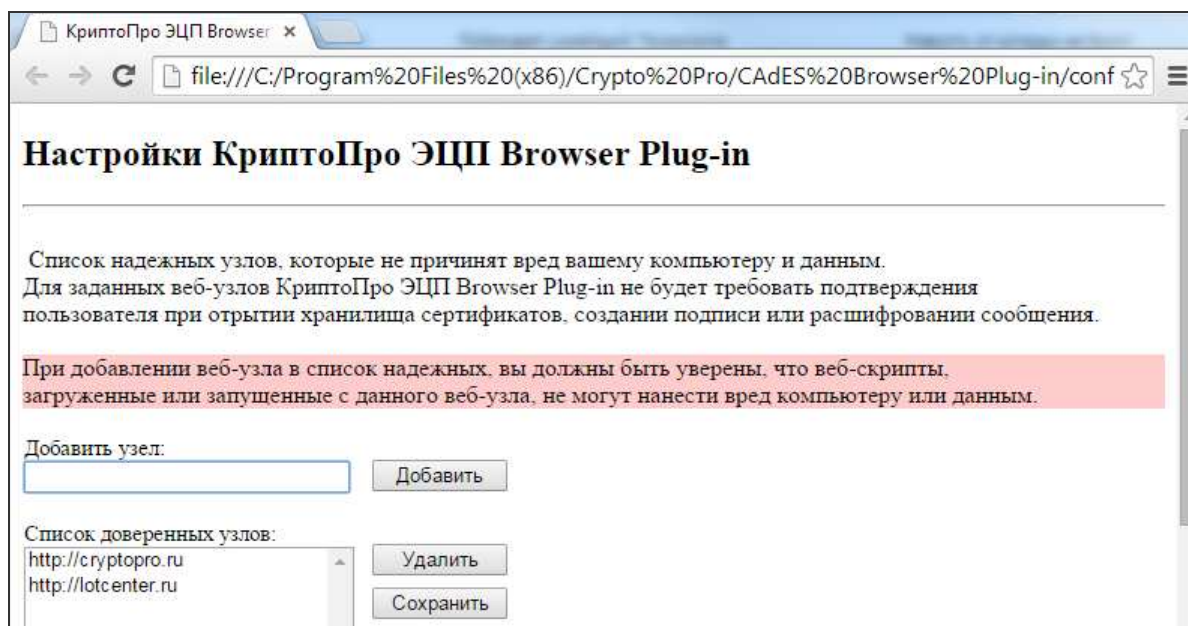 КриптоПро ЭЦП Browser
file:///C:/Program%20Files%20(x86)/Crypto%20Pro/CAdES%20Browser%20Plug-in/conf
Настройки КриптоПро ЭЦП Browser Plug-in
Список надежных узлов, которые не причинят вред вашему компьютеру и данным.
Для заданных веб-узлов КриптоПро ЭЦП Browser Plug-in не будет требовать подтверждения
пользователя при отрытии хранилища сертификатов, создании подписи или расшифровании сообщения.
При добавлении веб-узла в список надежных, вы должны быть уверены, что веб-скрипты,
загруженные или запущенные с данного веб-узла, не могут нанести вред компьютеру или данным.
Добавить узел:
Добавить
Список доверенных узлов:
http://cryptopro.ru
Удалить
http://lotcenter.ru
Сохранить